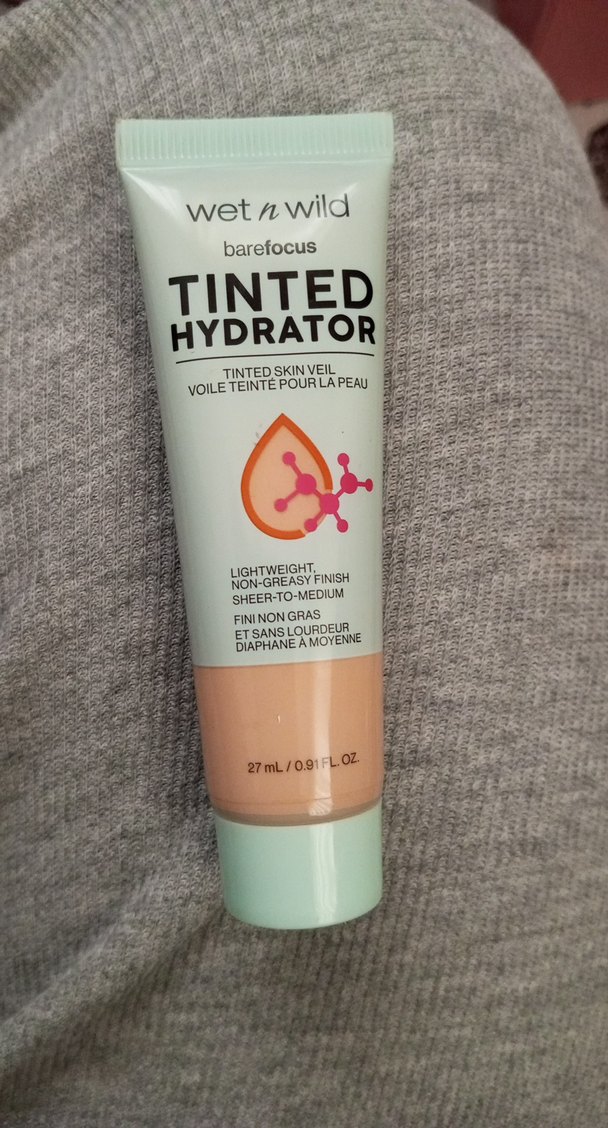 wet n wild
barefocus
TINTED
HYDRATOR
TINTED SKIN VEIL
VOILE TEINTÉ POUR LA PEAU
LIGHTWEIGHT,
NON-GREASY FINISH
SHEER-TO-MEDIUM
FINI NON GRAS
ET SANS LOURDEUR
DIAPHANE À MOYENNE
27 mL / 0.91 FL. OZ.